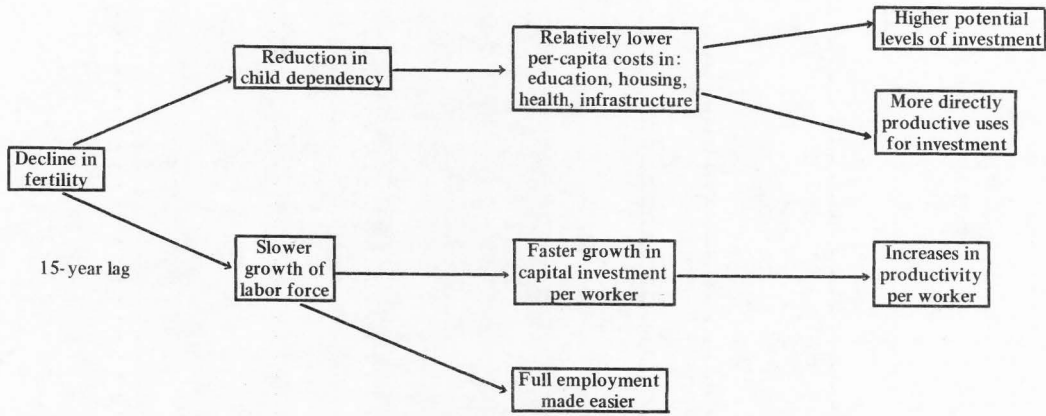 Higher potential
levels of investment
Reduction in
child dependency
Relatively lower
per-capita costs in:
education, housing,
health, infrastructure
More directly
productive uses
for investment
Decline in
fertility
15-year lag
Slower
growth of
labor force
Faster growth in
capital investment
per worker
Increases in
productivity
per worker
Full employment
made easier